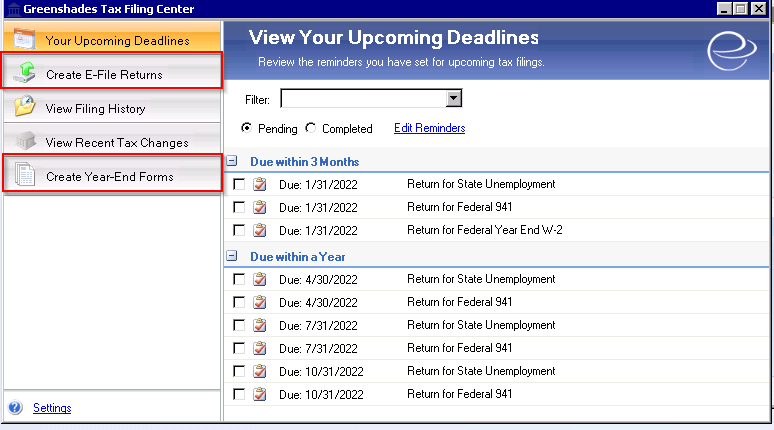 Greenshades Tax Filing Center
Your Upcoming Deadlines
Create E-File Returns
View Filing History
View Recent Tax Changes
Create Year-End Forms
Settings
View Your Upcoming Deadlines
Review the reminders you have set for upcoming tax filings.
Filter:
Pending Completed Edit Reminders
Due within 3 Months
Due: 1/31/2022 Return for State Unemployment
Due: 1/31/2022 Return for Federal 941
Due: 1/31/2022 Return for Federal Year End W-2
Due within a Year
Due: 4/30/2022 Return for State Unemployment
Due: 4/30/2022 Return for Federal 941
Due: 7/31/2022 Return for State Unemployment
Due: 7/31/2022 Return for Federal 941
Due: 10/31/2022 Return for State Unemployment
Due: 10/31/2022 Return for Federal 941